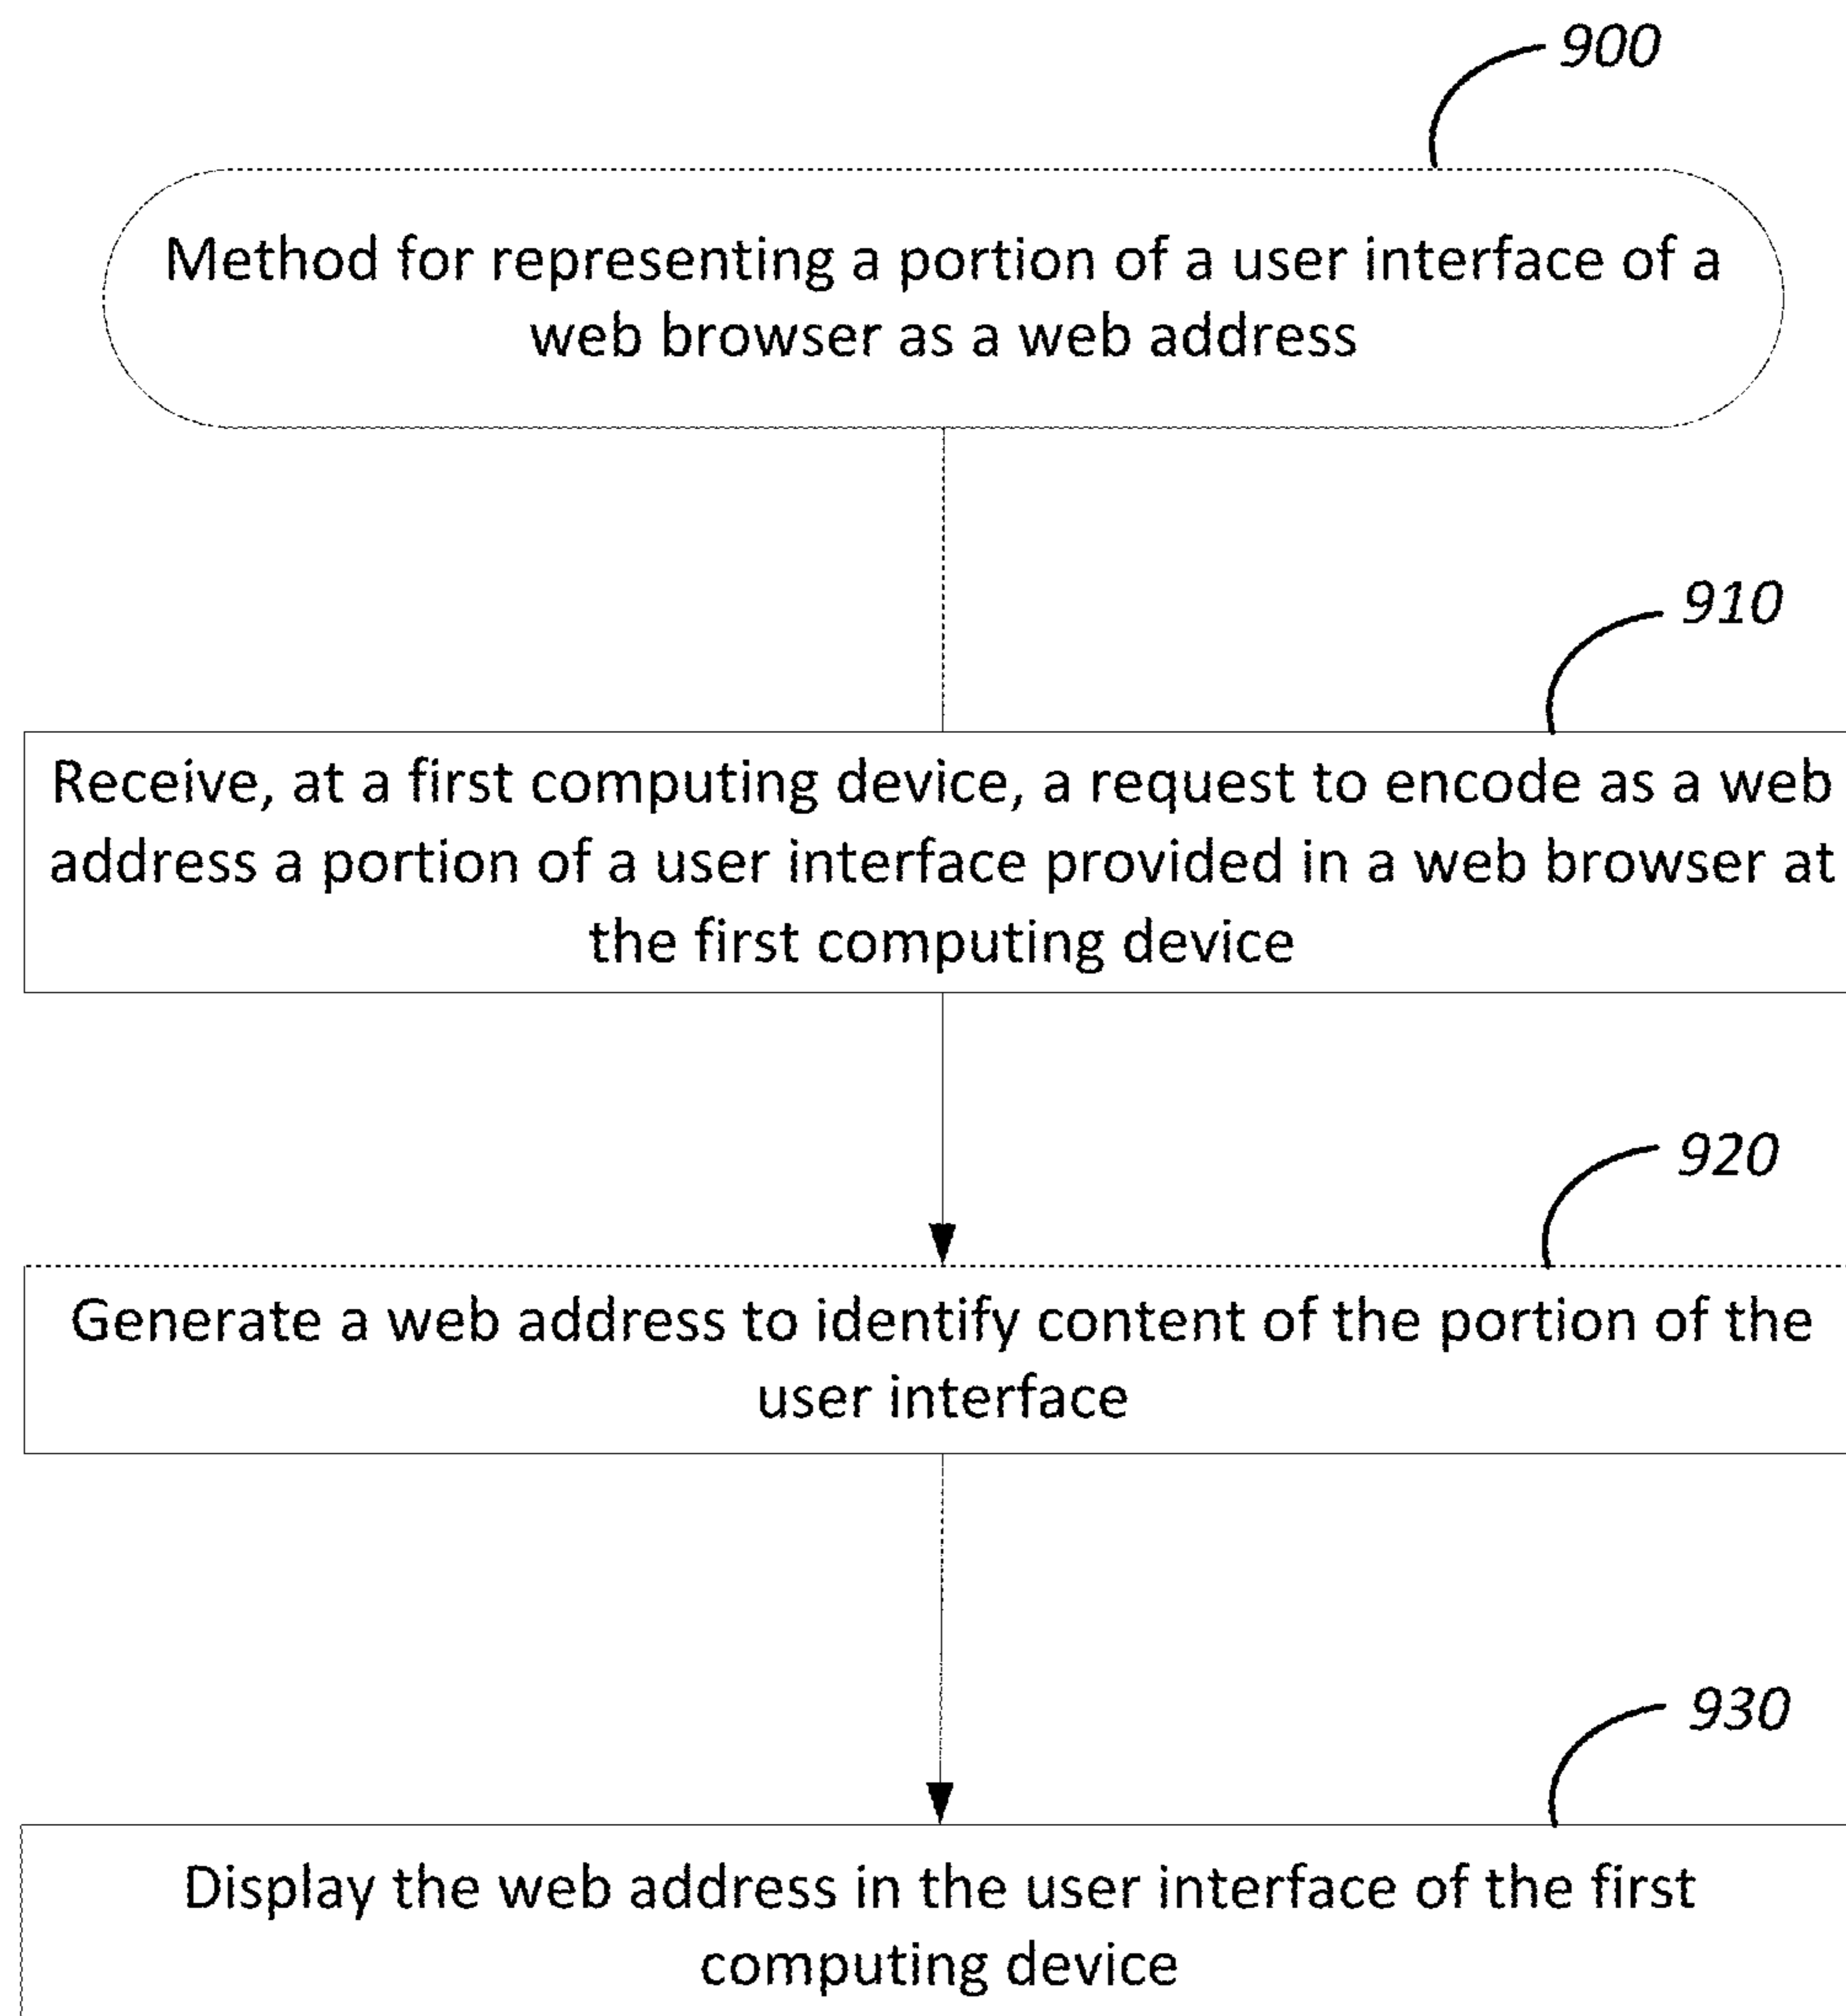 900
Method for representing a portion of a user interface of a
web browser as a web address
910
Receive, at a first computing device, a request to encode as a web
address a portion of a user interface provided in a web browser at
the first computing device
920
Generate a web address to identify content of the portion of the
user interface
930
Display the web address in the user interface of the first
computing device